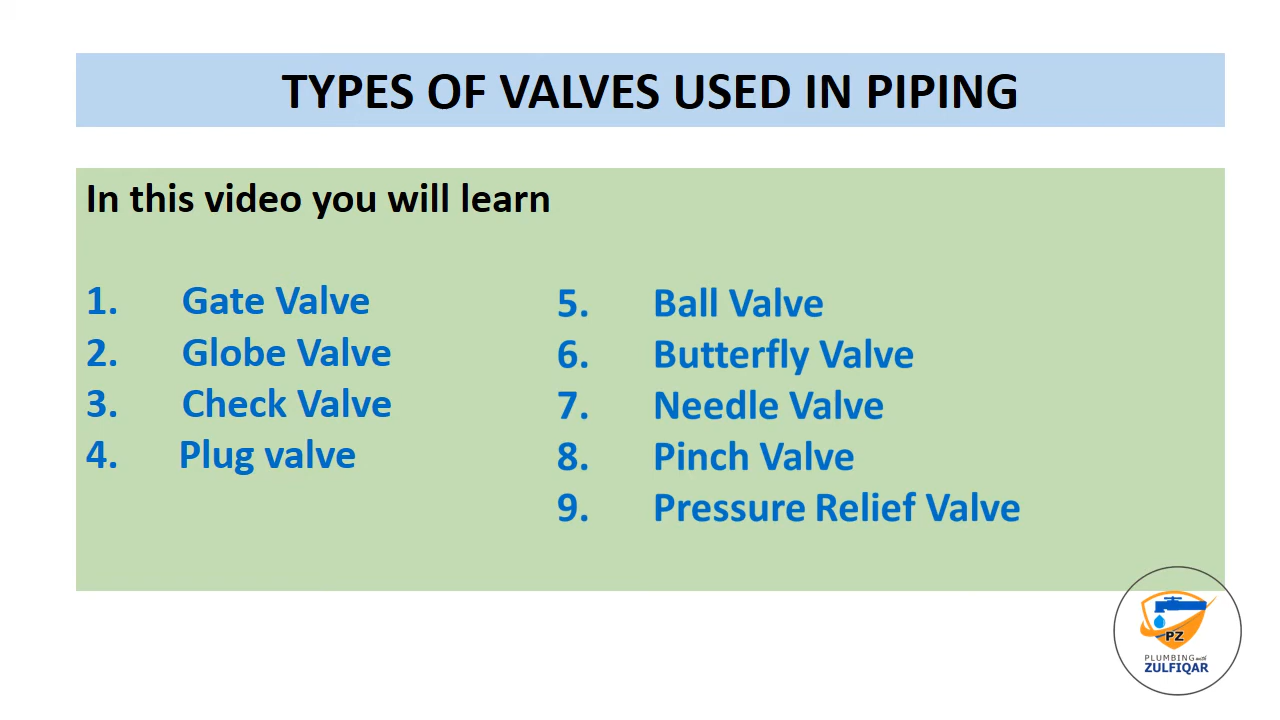 TYPES OF VALVES USED IN PIPING
In this video you will learn
1. Gate Valve
2. Globe Valve
3. Check Valve
4. Plug valve
5. Ball Valve
6. Butterfly Valve
7. Needle Valve
8. Pinch Valve
9. Pressure Relief Valve
PZ
PLUMBING with
ZULFIQAR